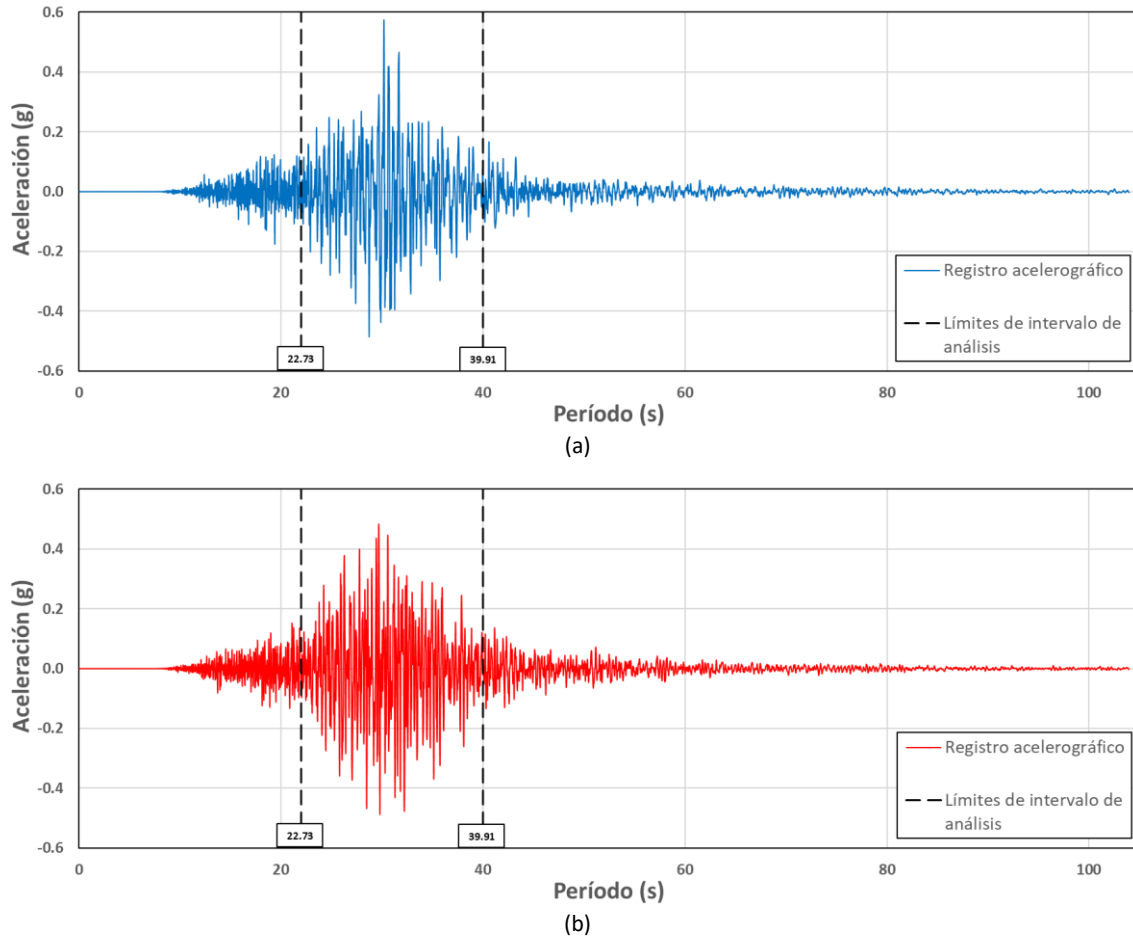 0.6
0.4
0.2
0.0
-0.2
-0.4
-0.6
Aceleración (g)
Registro acelerográfico
Límites de intervalo de
análisis
22.73
39.91
0
20
40
60
80
100
Período (s)
(a)
0.6
0.4
0.2
0.0
-0.2
-0.4
-0.6
Aceleración (g)
Registro acelerográfico
Límites de intervalo de
análisis
22.73
39.91
0
20
40
60
80
100
Período (s)
(b)